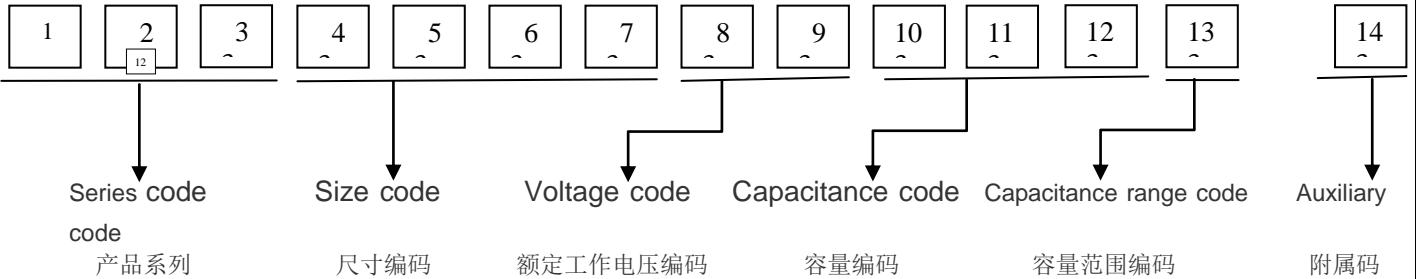 1 2 3 4 5 6 7 8 9 10 11 12 13 14
12
Series code Size code Voltage code Capacitance code Capacitance range code Auxiliary
code
产品系列 尺寸编码 额定工作电压编码 容量编码 容量范围编码 附属码